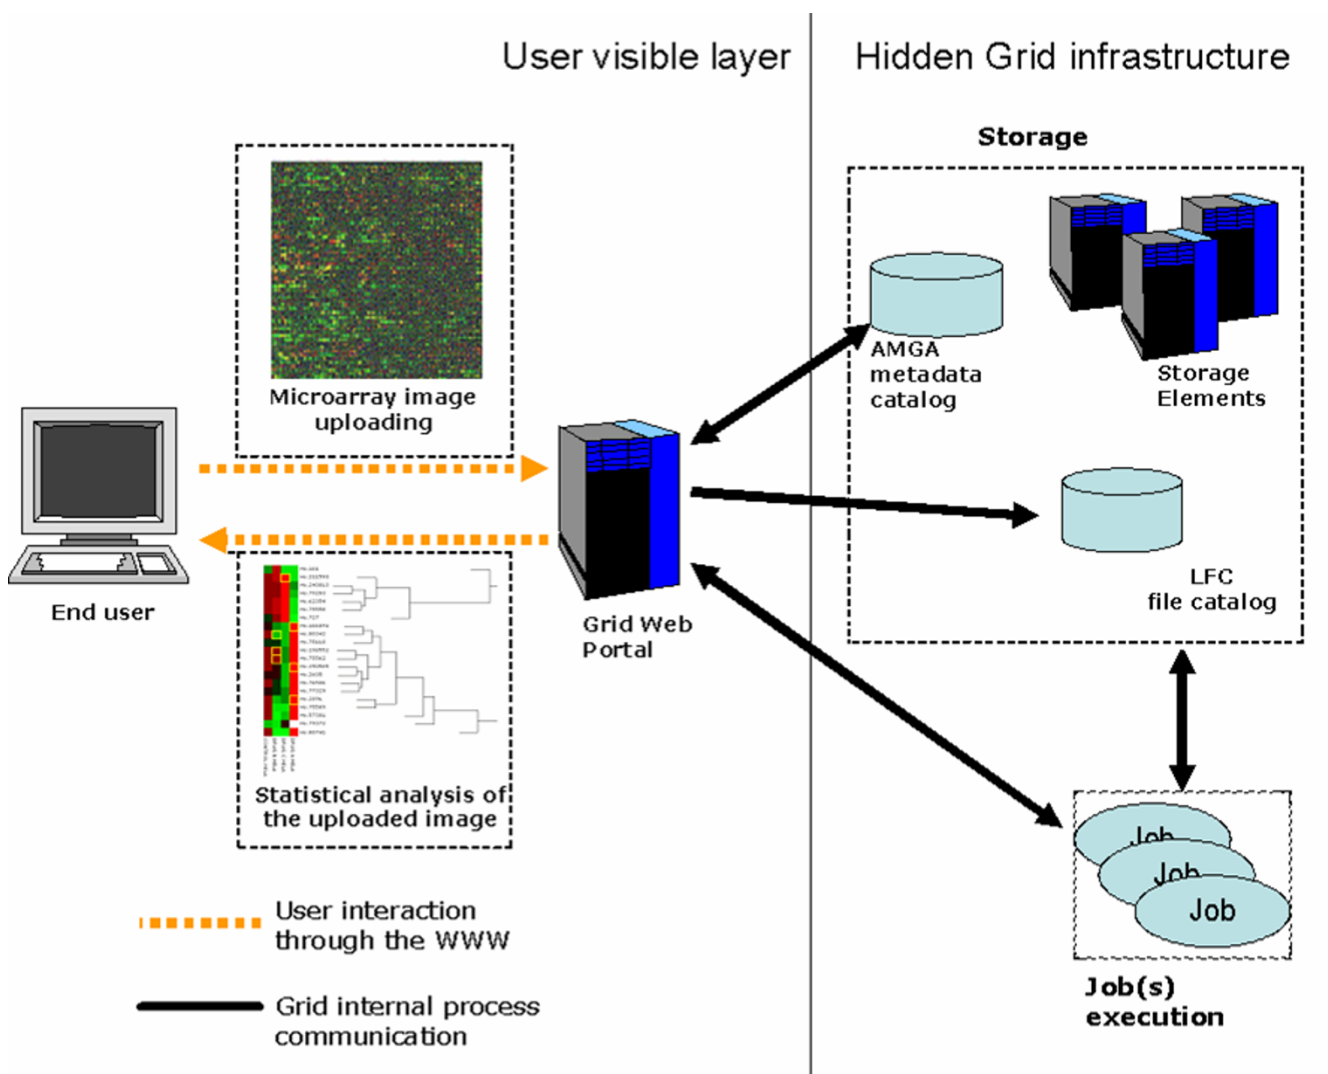 User visible layer
Hidden Grid infrastructure
Storage
Microarray image
uploading
AMGA
metadata
catalog
Storage
Elements
End user
Grid Web
Portal
LFC
file catalog
Statistical analysis of
the uploaded image
Job
Job
Job
User interaction
through the WWW
Grid internal process
communication
Job(s)
execution